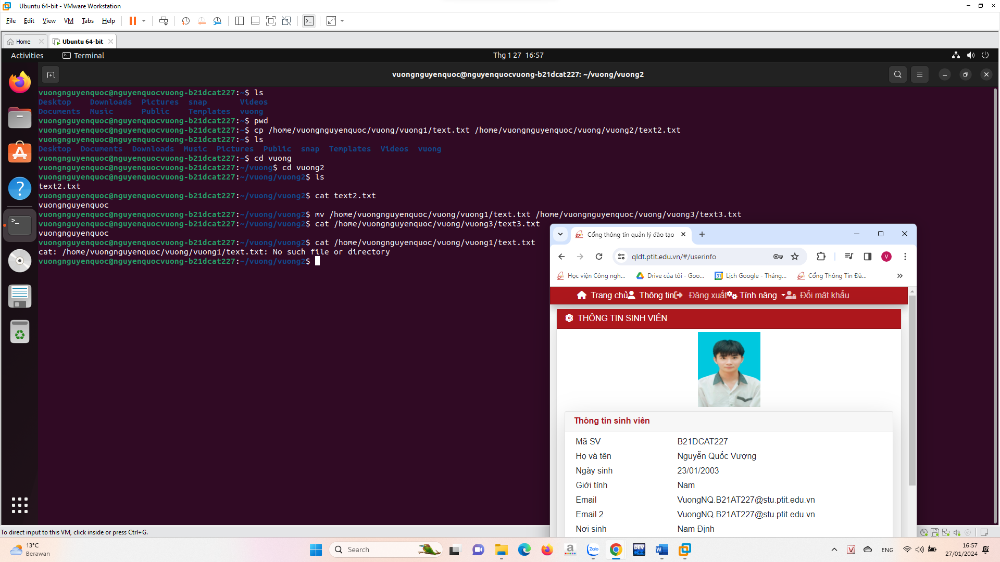 Ubuntu 64-bit - VMware Workstation
File Edit View VM Tabs Help
Home Ubuntu 64-bit
Activities Terminal Thg 1 27 16:57
vuongnguyenquoc@nguyenquocvuong-b21dcat227: ~/vuong/vuong2
vuongnguyenquoc@nguyenquocvuong-b21dcat227:~$ ls
Desktop Downloads Pictures snap Videos
Documents Music Public Templates vuong
vuongnguyenquoc@nguyenquocvuong-b21dcat227:~$ pwd
vuongnguyenquoc@nguyenquocvuong-b21dcat227:~$ cp /home/vuongnguyenquoc/vuong/vuong1/text.txt /home/vuongnguyenquoc/vuong/vuong2/text2.txt
vuongnguyenquoc@nguyenquocvuong-b21dcat227:~$ ls
Desktop Documents Downloads Music Pictures Public snap Templates Videos vuong
vuongnguyenquoc@nguyenquocvuong-b21dcat227:~$ cd vuong
vuongnguyenquoc@nguyenquocvuong-b21dcat227:~/vuong$ cd vuong2
vuongnguyenquoc@nguyenquocvuong-b21dcat227:~/vuong/vuong2$ ls
text2.txt
vuongnguyenquoc@nguyenquocvuong-b21dcat227:~/vuong/vuong2$ cat text2.txt
vuongnguyenquoc
vuongnguyenquoc@nguyenquocvuong-b21dcat227:~/vuong/vuong2$ mv /home/vuongnguyenquoc/vuong/vuong1/text.txt /home/vuongnguyenquoc/vuong/vuong3/text3.txt
vuongnguyenquoc@nguyenquocvuong-b21dcat227:~/vuong/vuong2$ cat /home/vuongnguyenquoc/vuong/vuong3/text3.txt
vuongnguyenquoc
vuongnguyenquoc@nguyenquocvuong-b21dcat227:~/vuong/vuong2$ cat /home/vuongnguyenquoc/vuong/vuong1/text.txt
cat: /home/vuongnguyenquoc/vuong/vuong1/text.txt: No such file or directory
vuongnguyenquoc@nguyenquocvuong-b21dcat227:~/vuong/vuong2$
Cổng thông tin quản lý đào tạo
qldt.ptit.edu.vn/#/userinfo V
Học viện Công ngh... Drive của tôi - Goo... 31 Lịch Google - Tháng... Cổng Thông Tin Đà...
Trang chủ Thông tin Đăng xuất Tính năng Đổi mật khẩu
THÔNG TIN SINH VIÊN
Thông tin sinh viên
Mã SV B21DCAT227
Họ và tên Nguyễn Quốc Vượng
Ngày sinh 23/01/2003
Giới tính Nam
Email VuongNQ.B21AT227@stu.ptit.edu.vn
Email 2 VuongNQ.B21AT227@stu.ptit.edu.vn
Nơi sinh Nam Định
To direct input to this VM, click inside or press Ctrl+G.
13°C
Berawan
Search
a
Zalo
DEV
W
V
ENG
16:57
27/01/2024